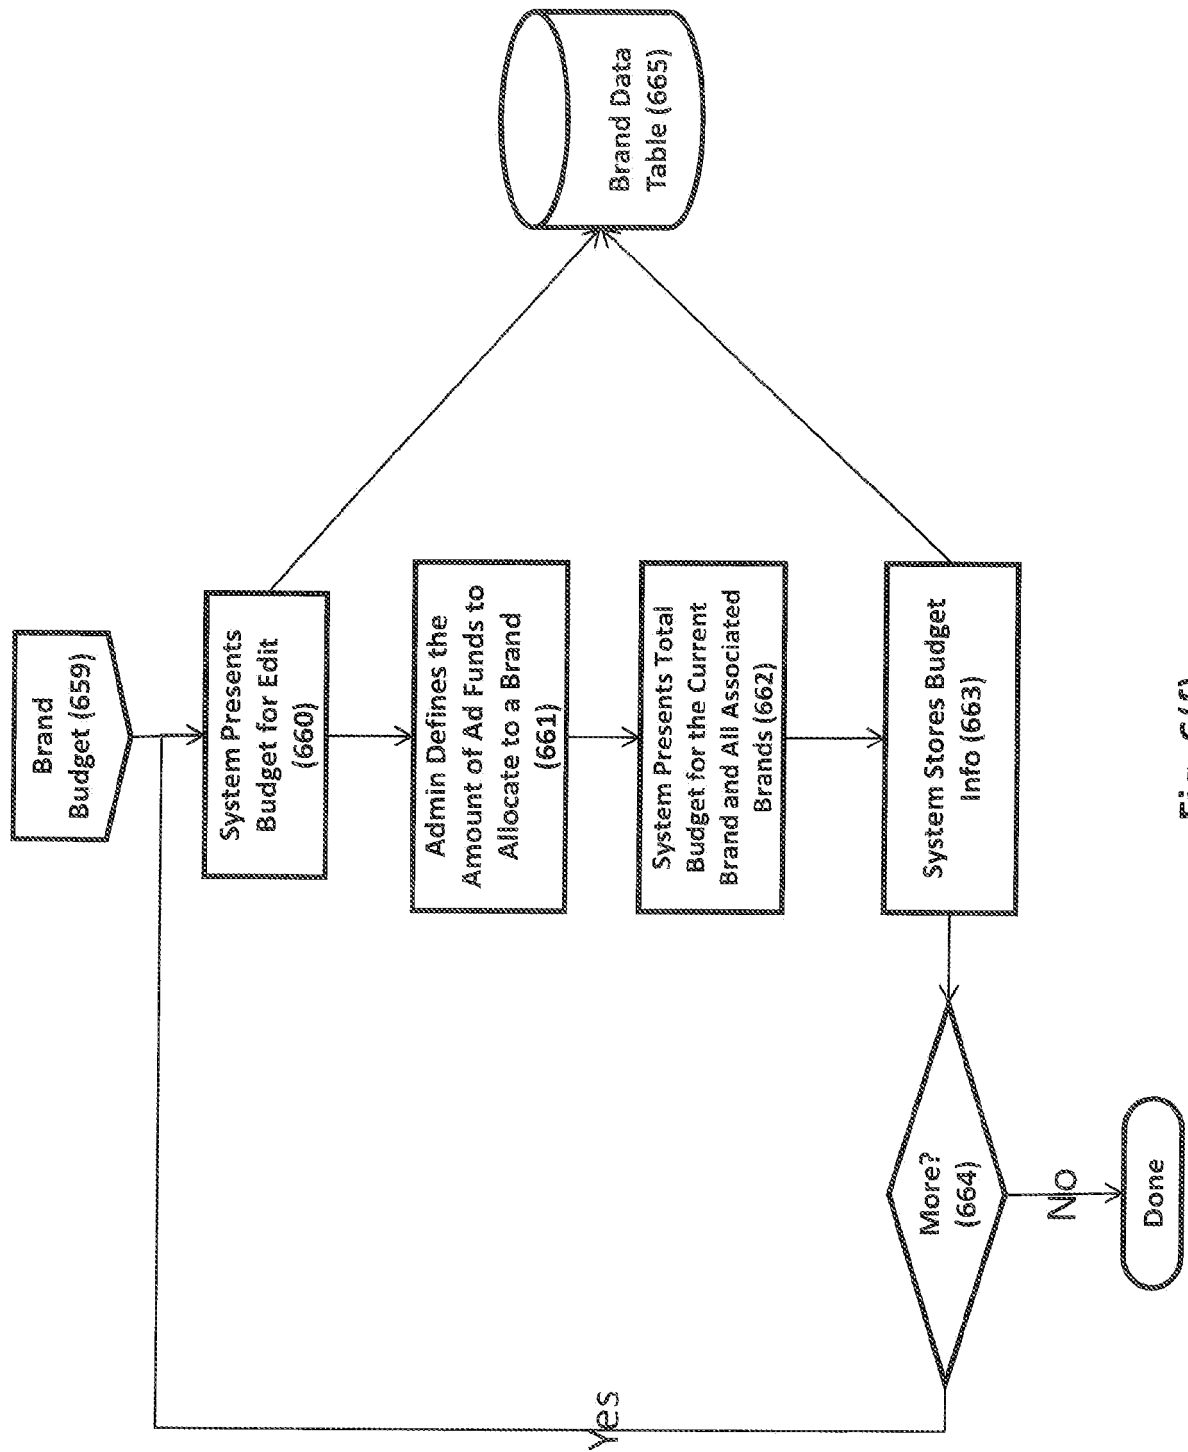 Brand
Budget (659)
System Presents
Budget for Edit
(660)
Admin Defines the
Amount of Ad Funds to
Allocate to a Brand
(661)
System Presents Total
Budget for the Current
Brand and All Associated
Brands (662)
System Stores Budget
Info (663)
Brand Data
Table (665)
More?
(664)
Yes
No
Done